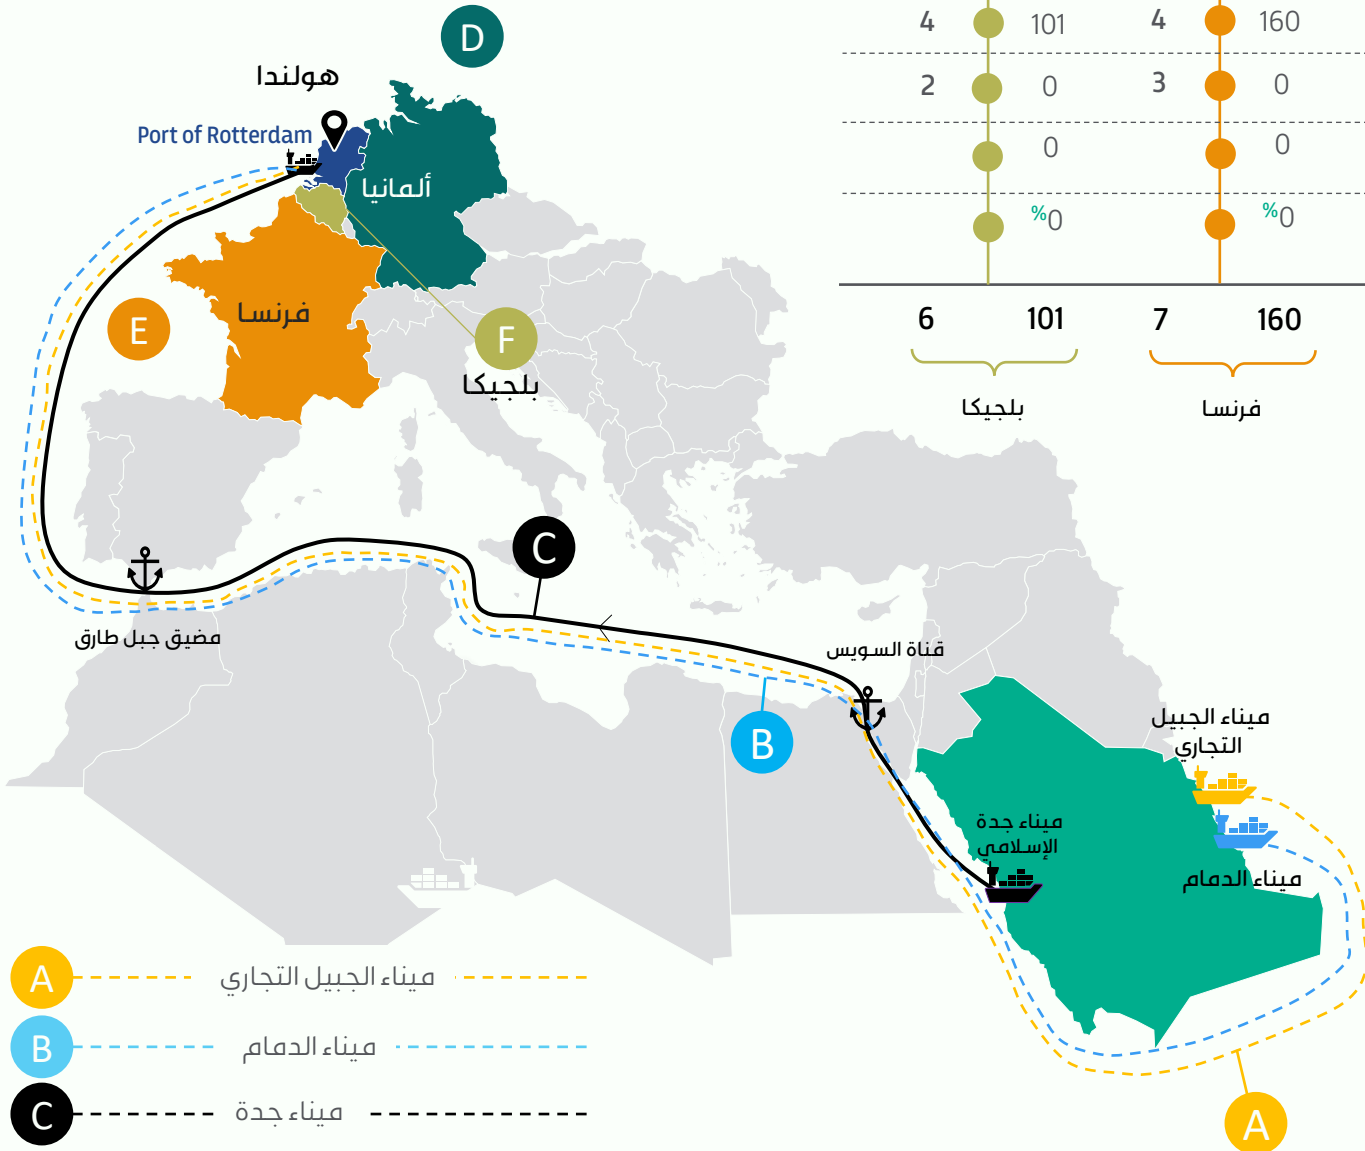 D
هولندا
Port of Rotterdam
ألمانيا
E
فرنسا
F
بلجيكا
4 101 4 160
2 0 3 0
0 0
%0 %0
6 101 7 160
بلجيكا فرنسا
C
مضيق جبل طارق
قناة السويس
B
ميناء الجبيل
التجاري
ميناء جدة
الإسلامي
ميناء الدمام
A ميناء الجبيل التجاري
B ميناء الدمام
C ميناء جدة
A